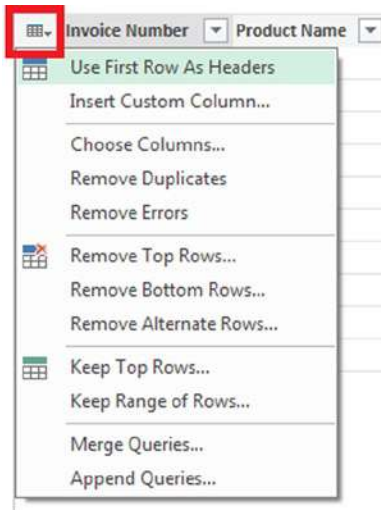 Invoice Number Product Name
Use First Row As Headers
Insert Custom Column...
Choose Columns...
Remove Duplicates
Remove Errors
Remove Top Rows...
Remove Bottom Rows...
Remove Alternate Rows...
Keep Top Rows...
Keep Range of Rows...
Merge Queries...
Append Queries...